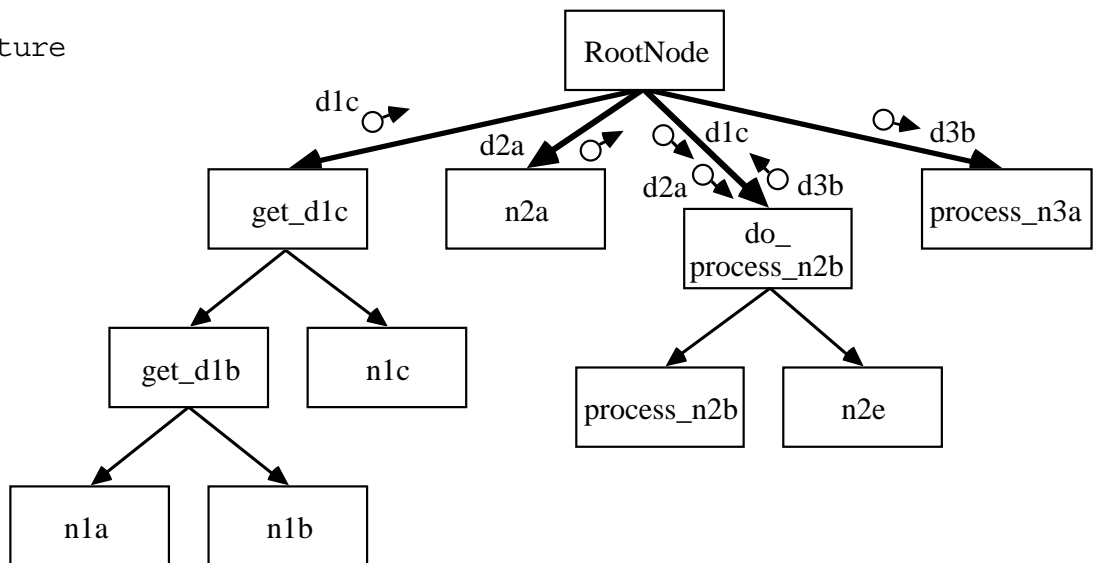 ture
RootNode
d1c
d2a
d1c
d3b
d2a
d3b
get_d1c
n2a
do_
process_n2b
process_n3a
get_d1b
n1c
process_n2b
n2e
n1a
n1b